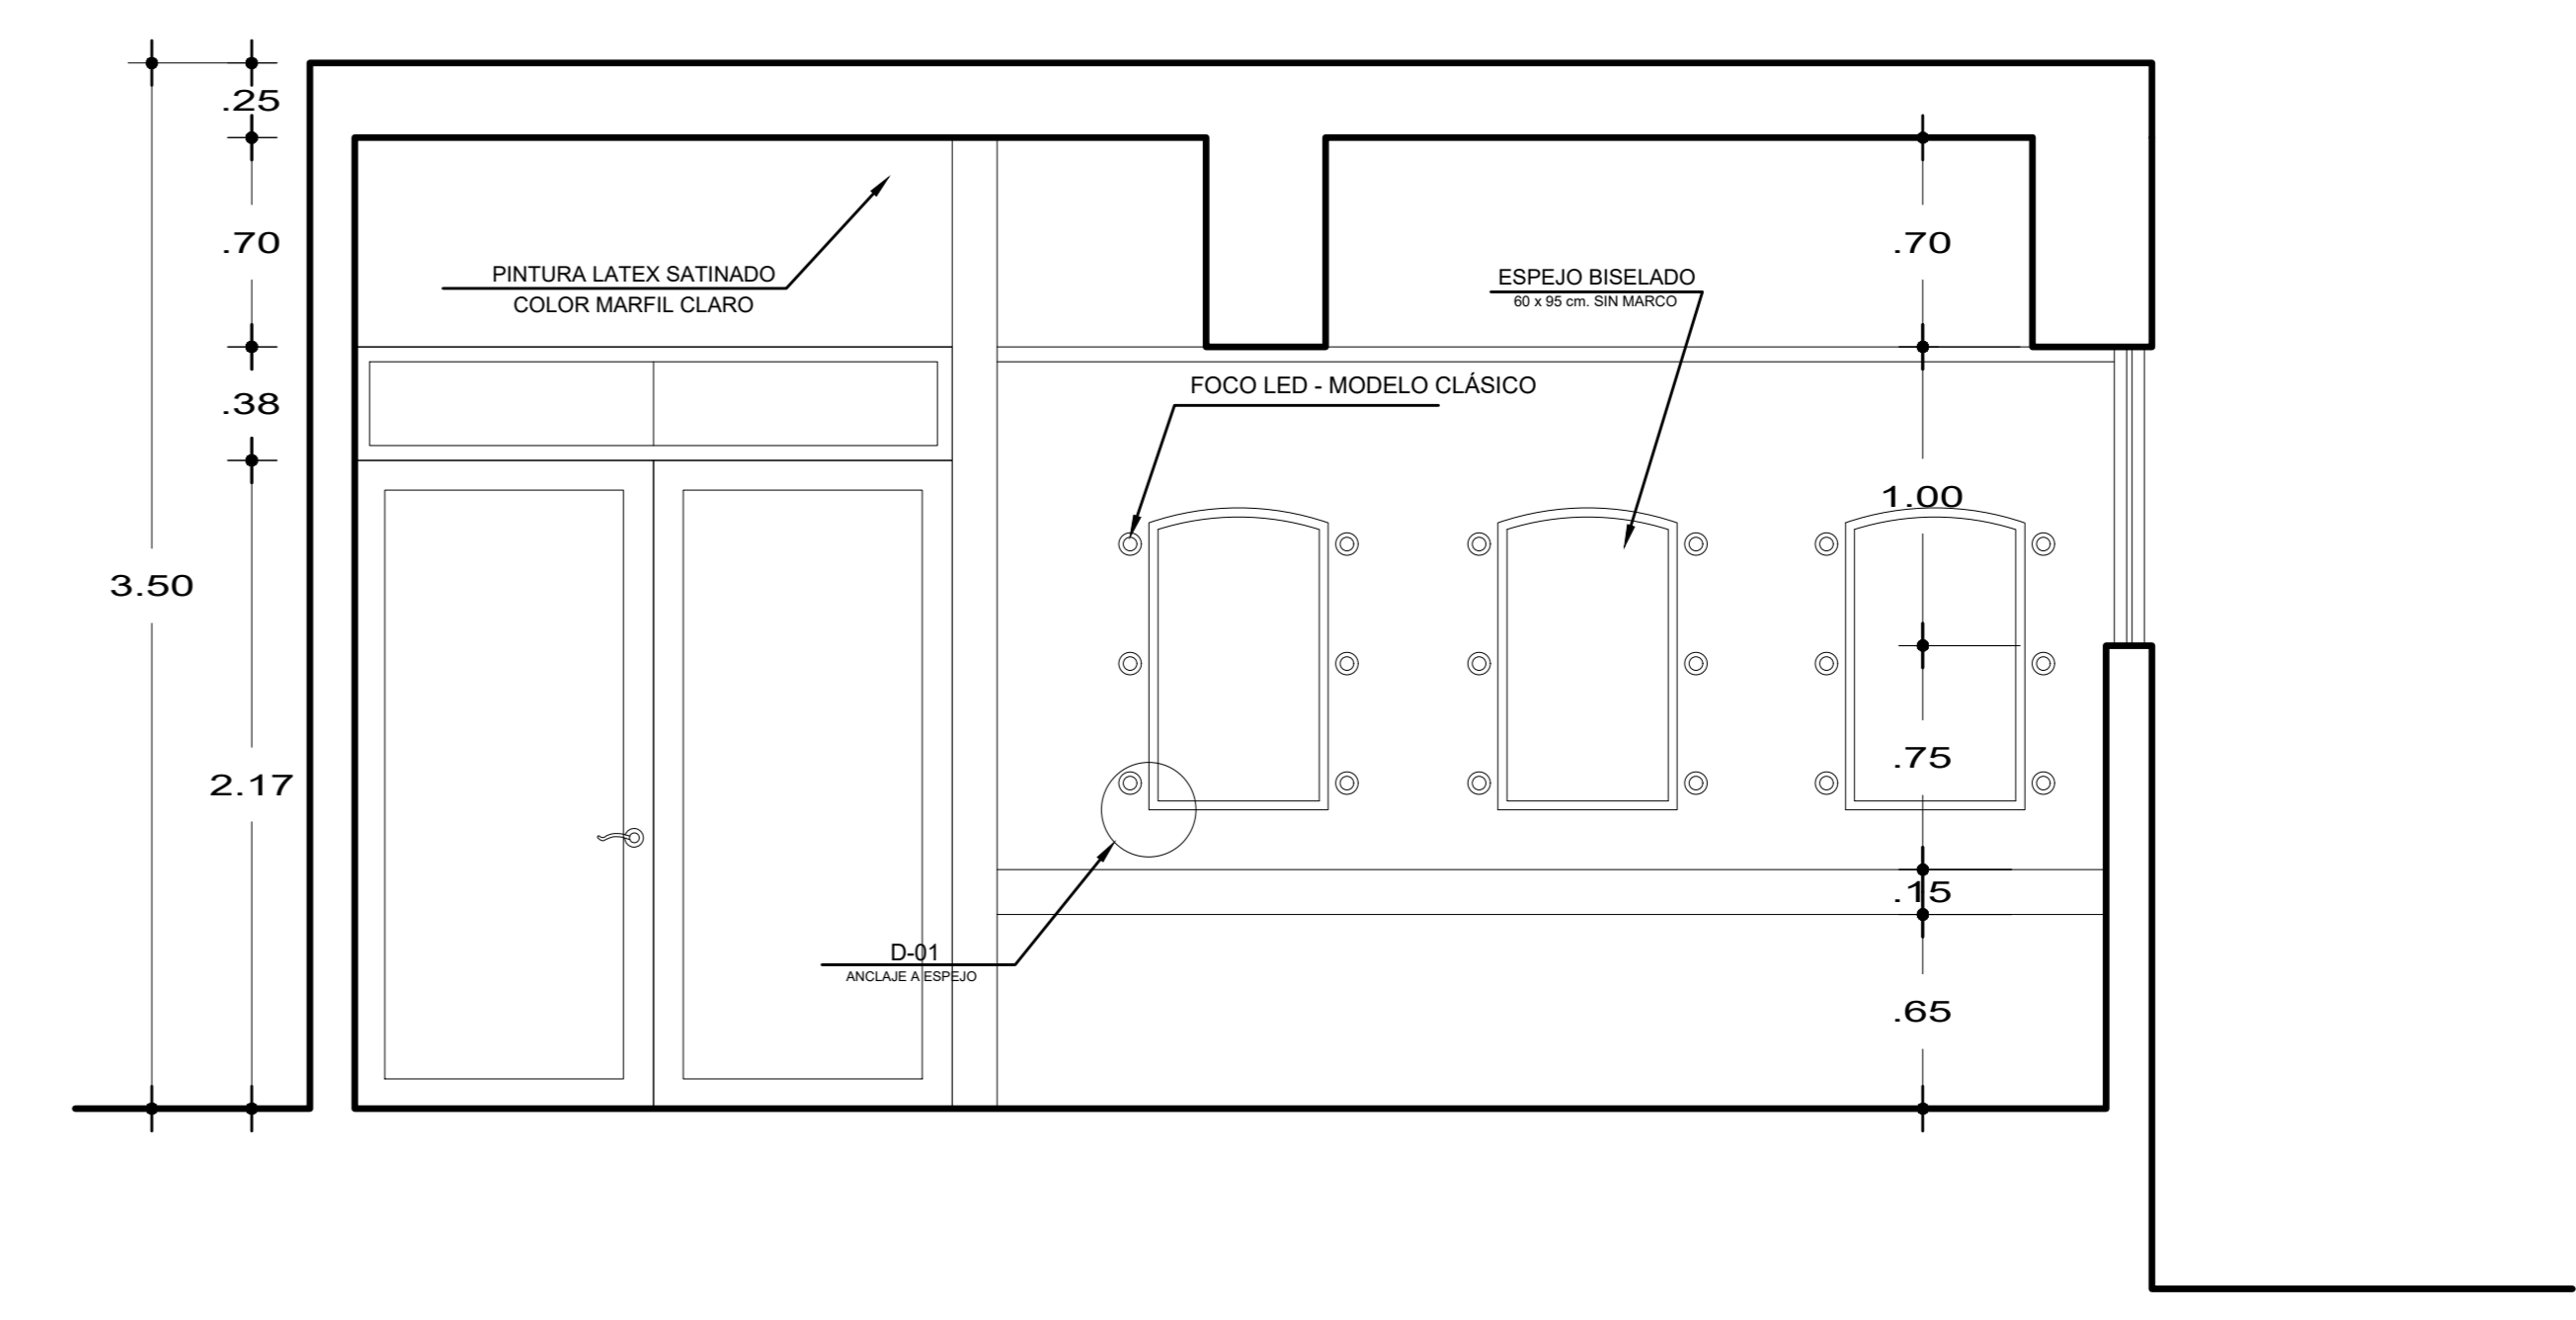 .25
.70
.70
PINTURA LATEX SATINADO
COLOR MARFIL CLARO
ESPEJO BISELADO
60 x 95 cm. SIN MARCO
FOCO LED - MODELO CLÁSICO
.38
1.00
3.50
.75
2.17
.15
D-01
ANCLAJE A ESPEJO
.65